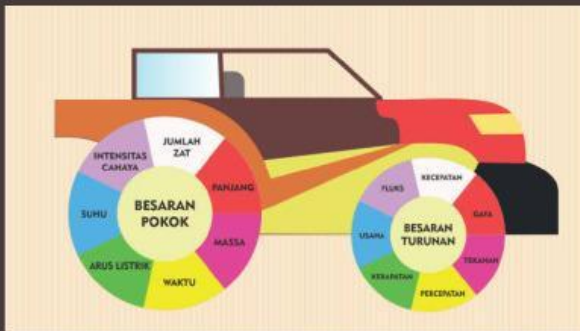 JUMLAH
ZAT
PANJANG
MASSA
WAKTU
ARUS LISTRIK
SUHU
INTENSITAS
CAHAYA
BESARAN
POKOK
KECEPATAN
GAYA
TEKANAN
PERCEPATAN
KERAPATAN
USAHA
FLUKS
BESARAN
TURUNAN